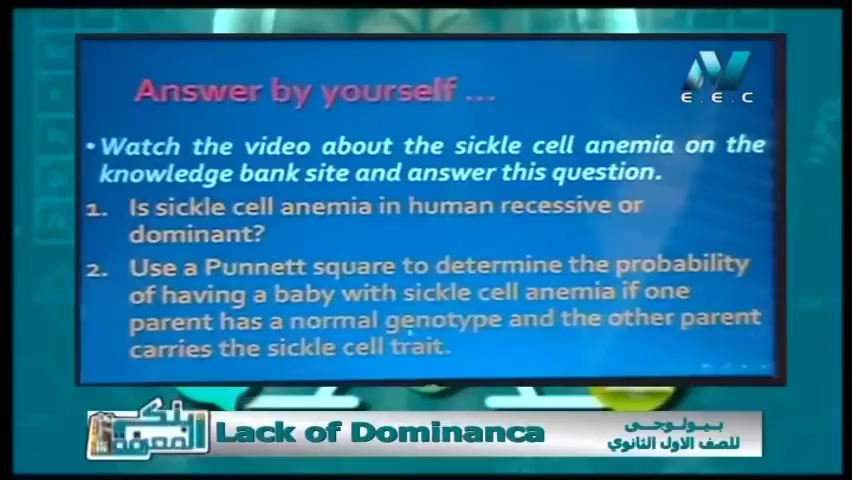 Answer by yourself ...
E . E . C
• Watch the video about the sickle cell anemia on the
knowledge bank site and answer this question.
1. Is sickle cell anemia in human recessive or
dominant?
2. Use a Punnett square to determine the probability
of having a baby with sickle cell anemia if one
parent has a normal genotype and the other parent
carries the sickle cell trait.
بنك
المعرفة
Lack of Dominanca
بيولوجى
للصف الاول الثانوي